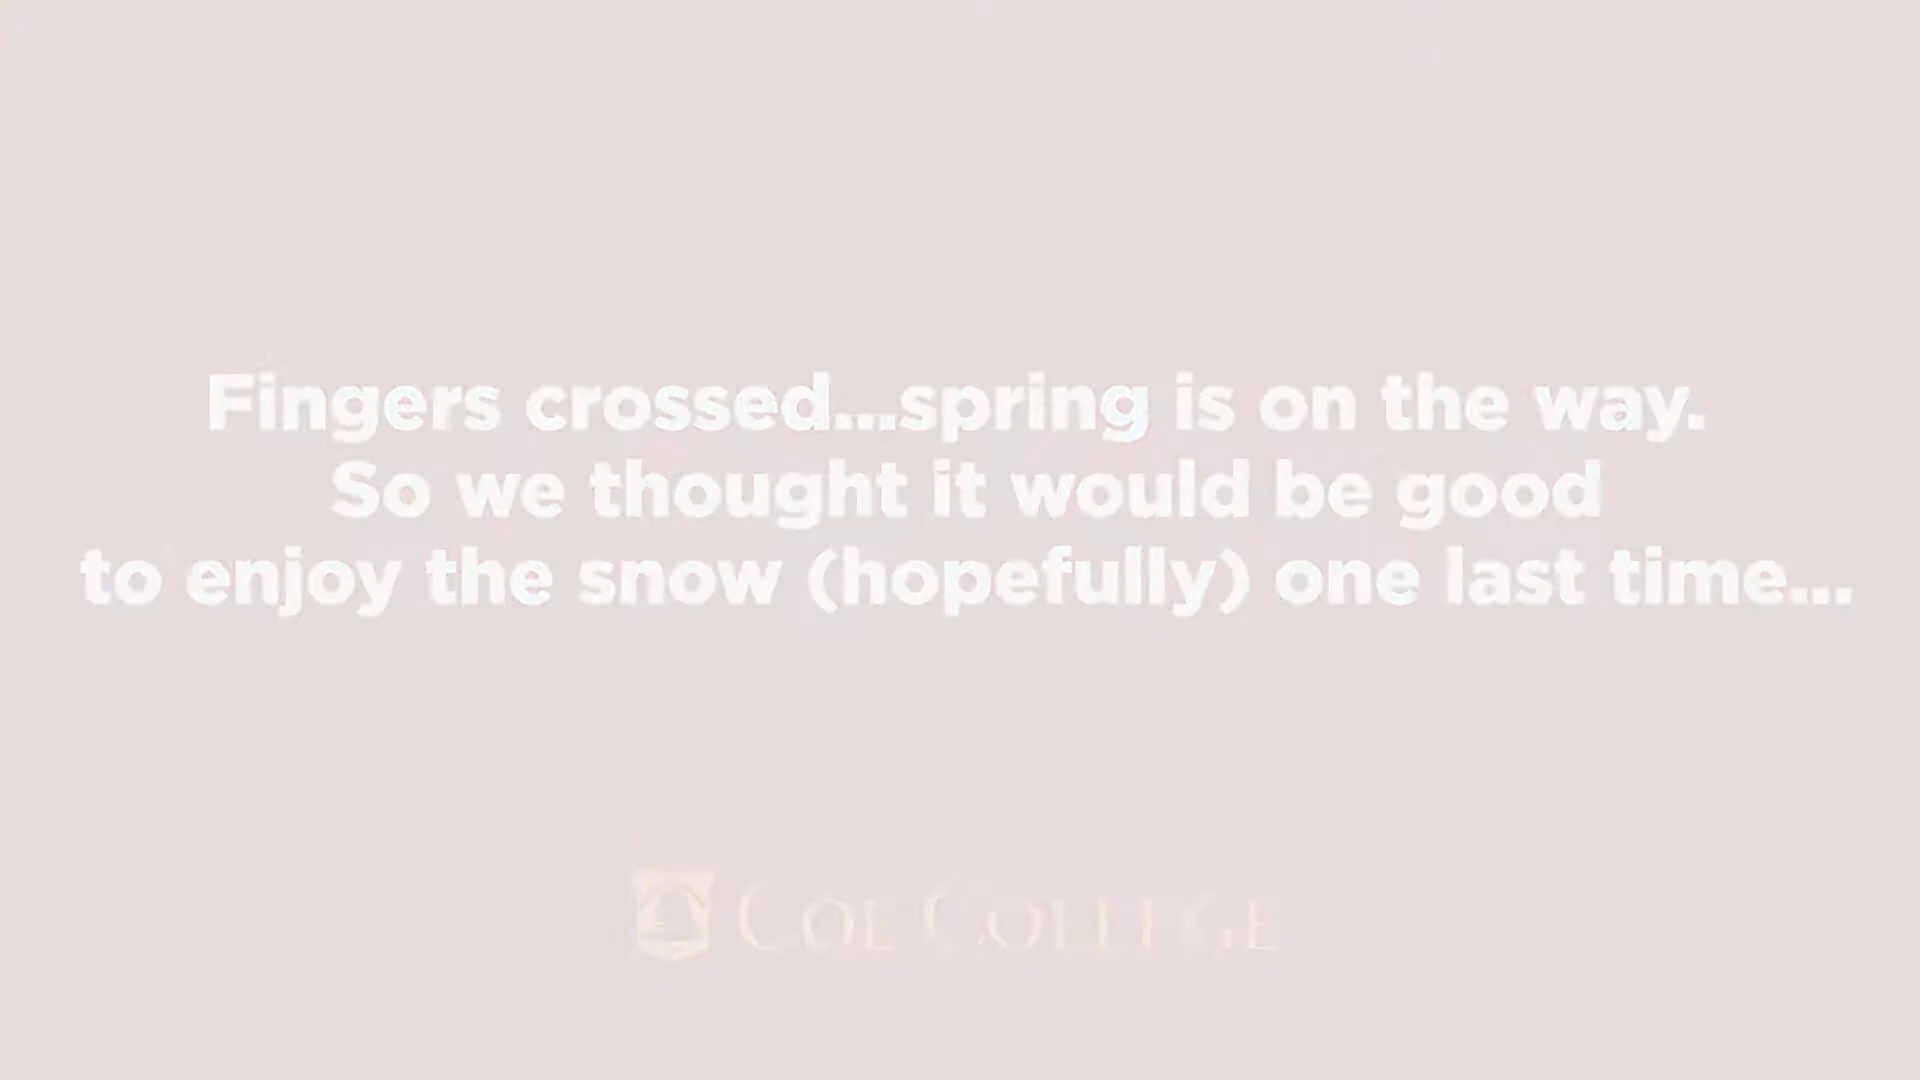 Fingers crossed...spring is on the way.
So we thought it would be good
to enjoy the snow (hopefully) one last time...
COE COLLEGE